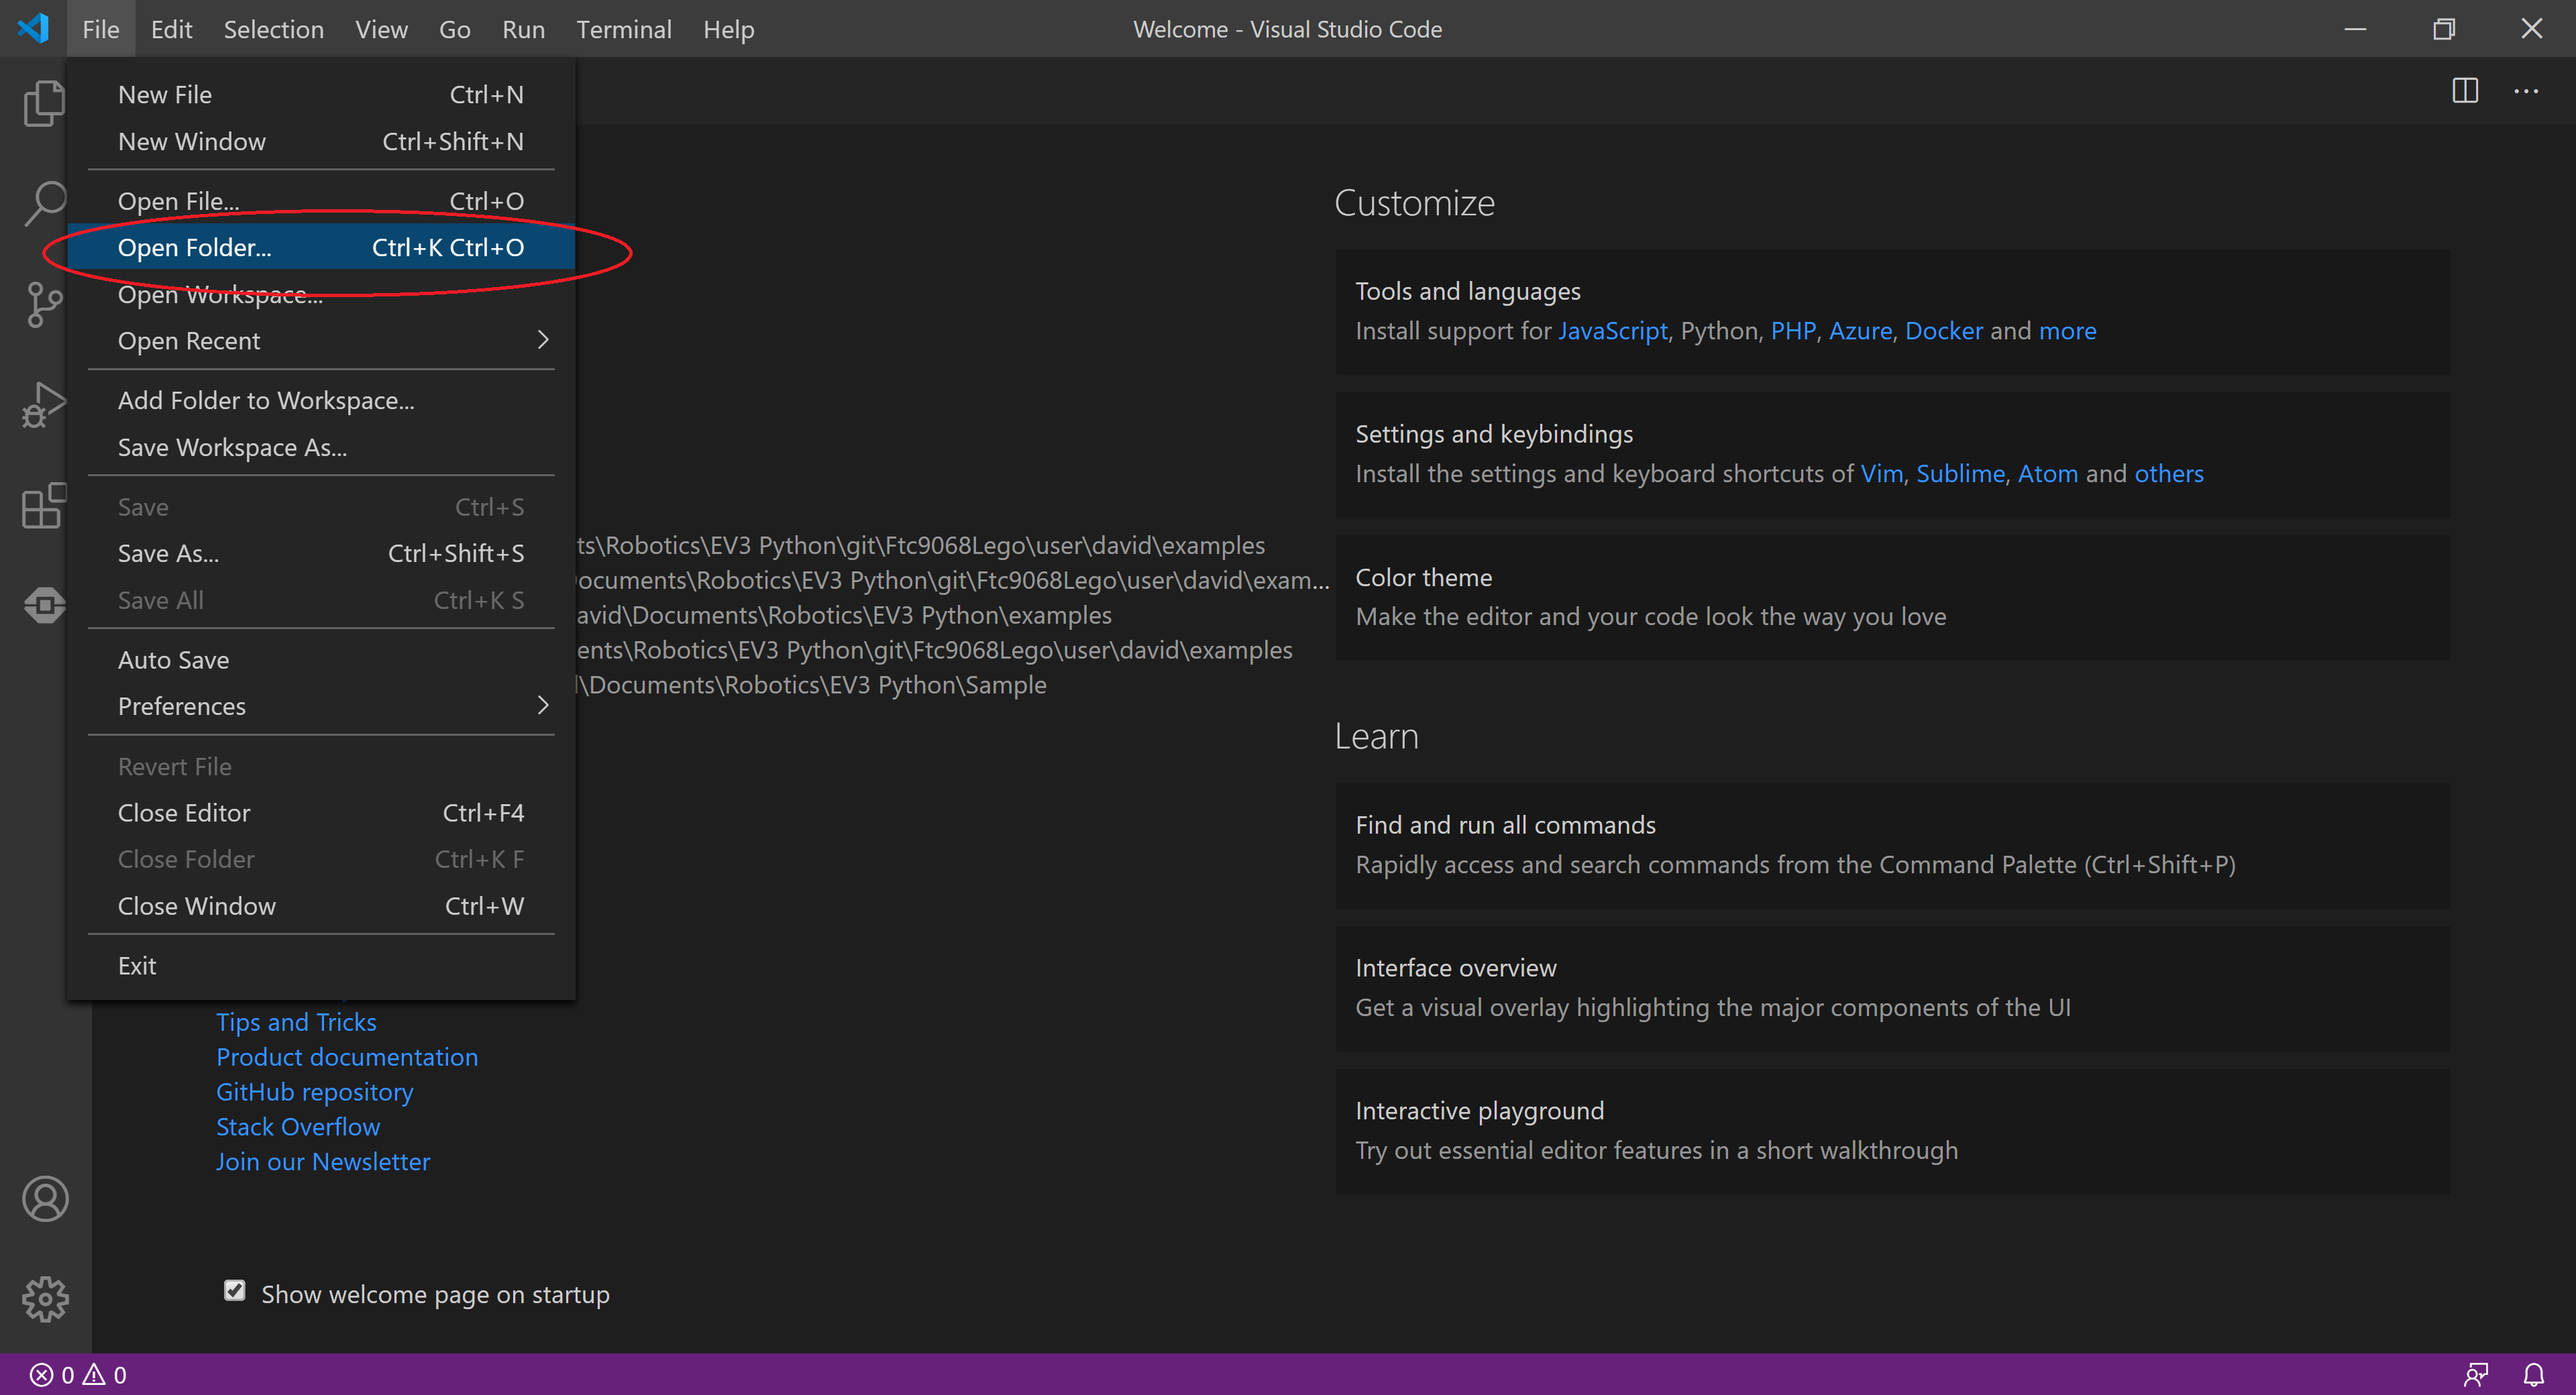 File Edit Selection View Go Run Terminal Help Welcome - Visual Studio Code
New File Ctrl+N
New Window Ctrl+Shift+N
Open File... Ctrl+O
Open Folder... Ctrl+K Ctrl+O
Open Workspace...
Open Recent
Add Folder to Workspace...
Save Workspace As...
Save Ctrl+S
Save As... Ctrl+Shift+S
Save All Ctrl+K S
Auto Save
Preferences
Revert File
Close Editor Ctrl+F4
Close Folder Ctrl+K F
Close Window Ctrl+W
Exit
ts\Robotics\EV3 Python\git\Ftc9068Lego\user\david\examples
ocuments\Robotics\EV3 Python\git\Ftc9068Lego\user\david\exam...
avid\Documents\Robotics\EV3 Python\examples
ents\Robotics\EV3 Python\git\Ftc9068Lego\user\david\examples
\Documents\Robotics\EV3 Python\Sample
Tips and Tricks
Product documentation
GitHub repository
Stack Overflow
Join our Newsletter
Show welcome page on startup
Customize
Tools and languages
Install support for JavaScript, Python, PHP, Azure, Docker and more
Settings and keybindings
Install the settings and keyboard shortcuts of Vim, Sublime, Atom and others
Color theme
Make the editor and your code look the way you love
Learn
Find and run all commands
Rapidly access and search commands from the Command Palette (Ctrl+Shift+P)
Interface overview
Get a visual overlay highlighting the major components of the UI
Interactive playground
Try out essential editor features in a short walkthrough
0 0